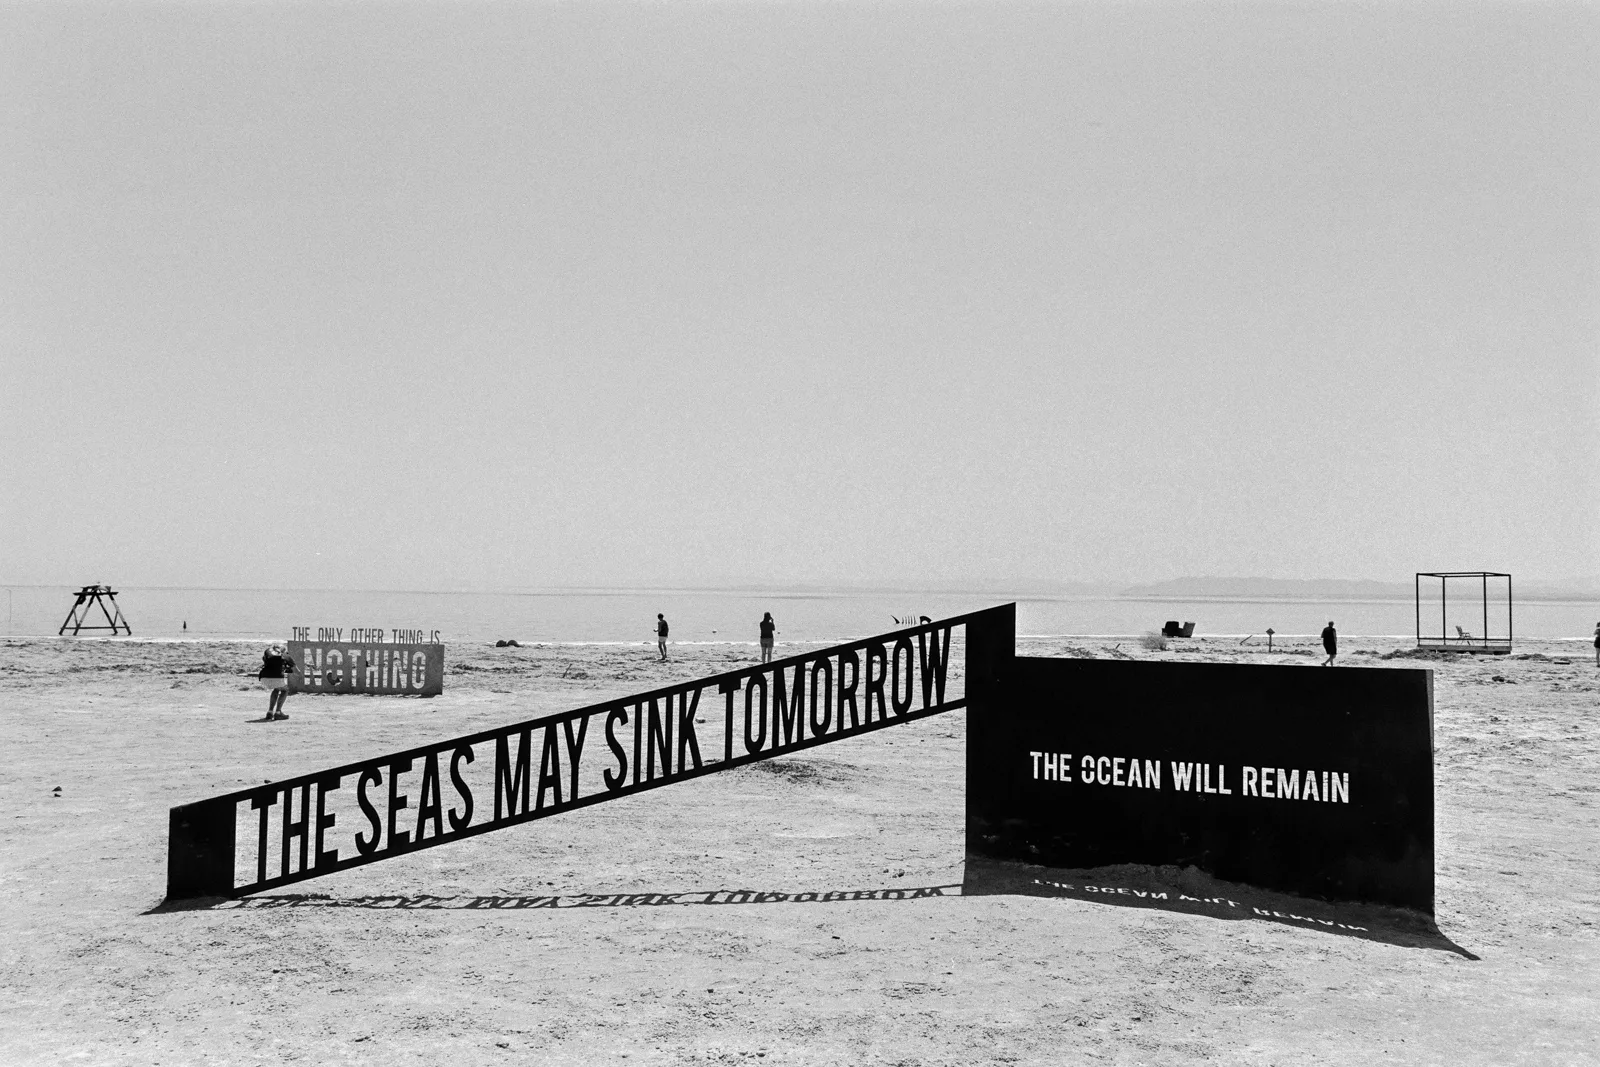 THE ONLY OTHER THING IS
NOTHING
THE SEAS MAY SINK TOMORROW
THE OCEAN WILL REMAIN